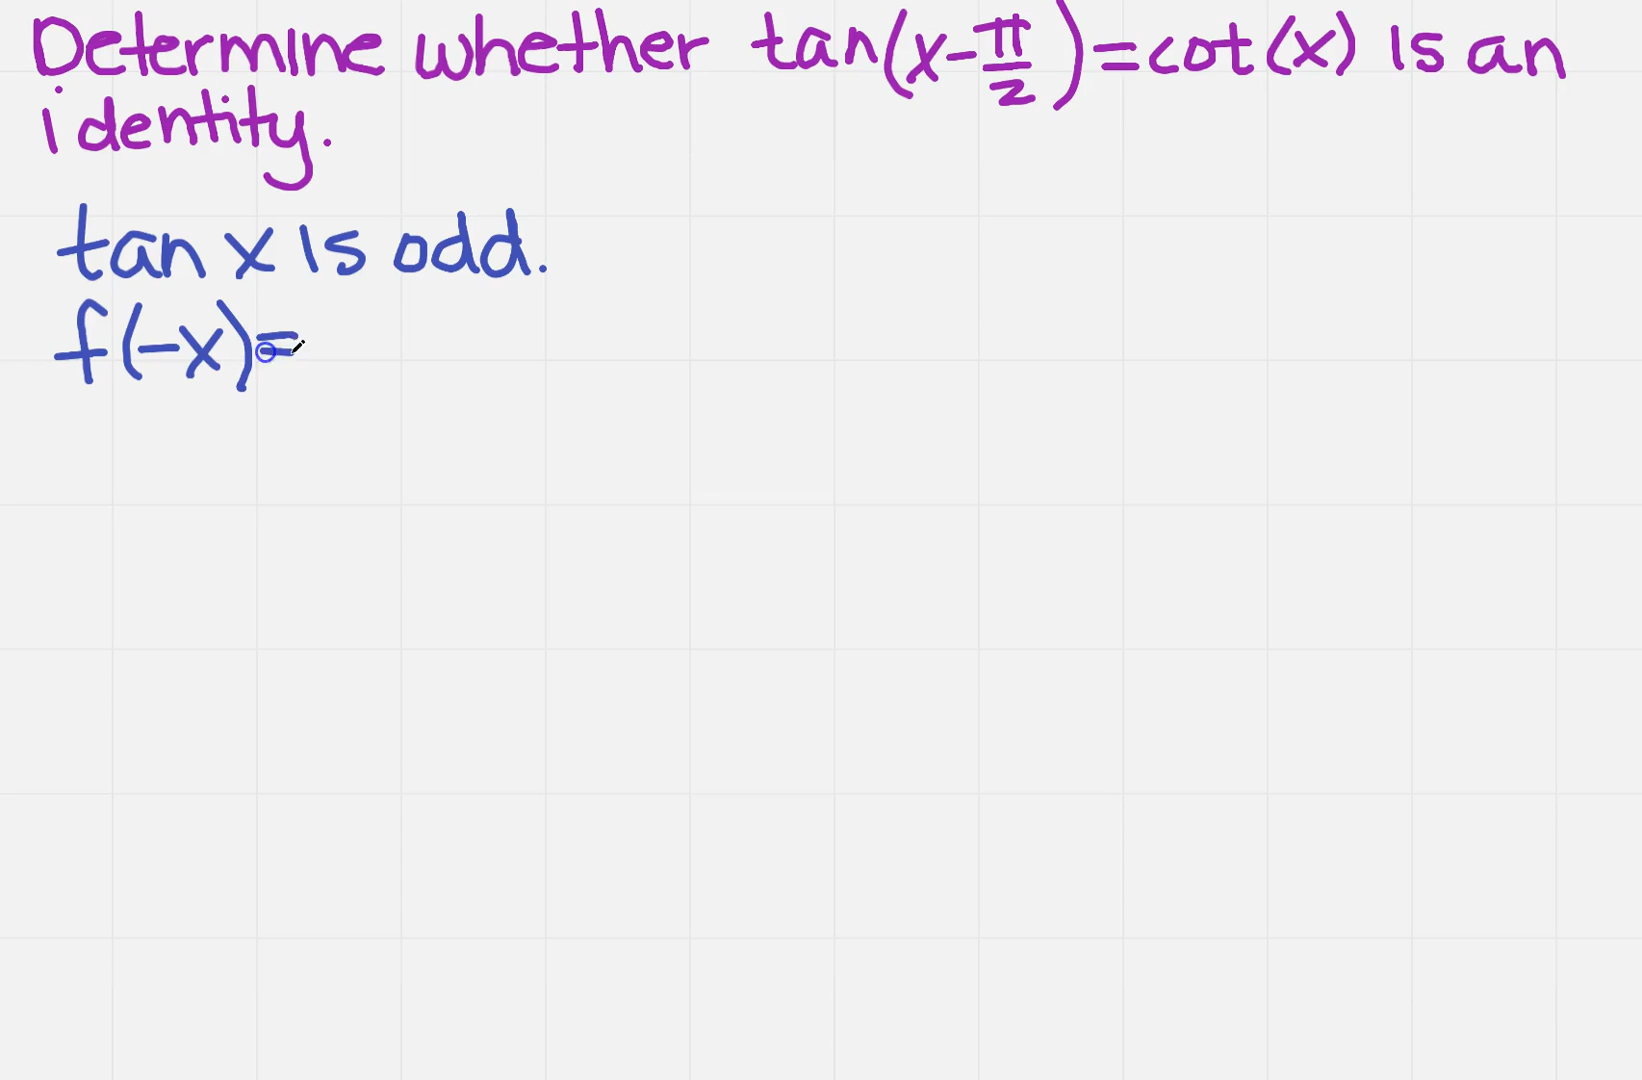 Determine whether tan(x-π/2)=cot(x) is an
identity.
tan x is odd.
f(-x)=